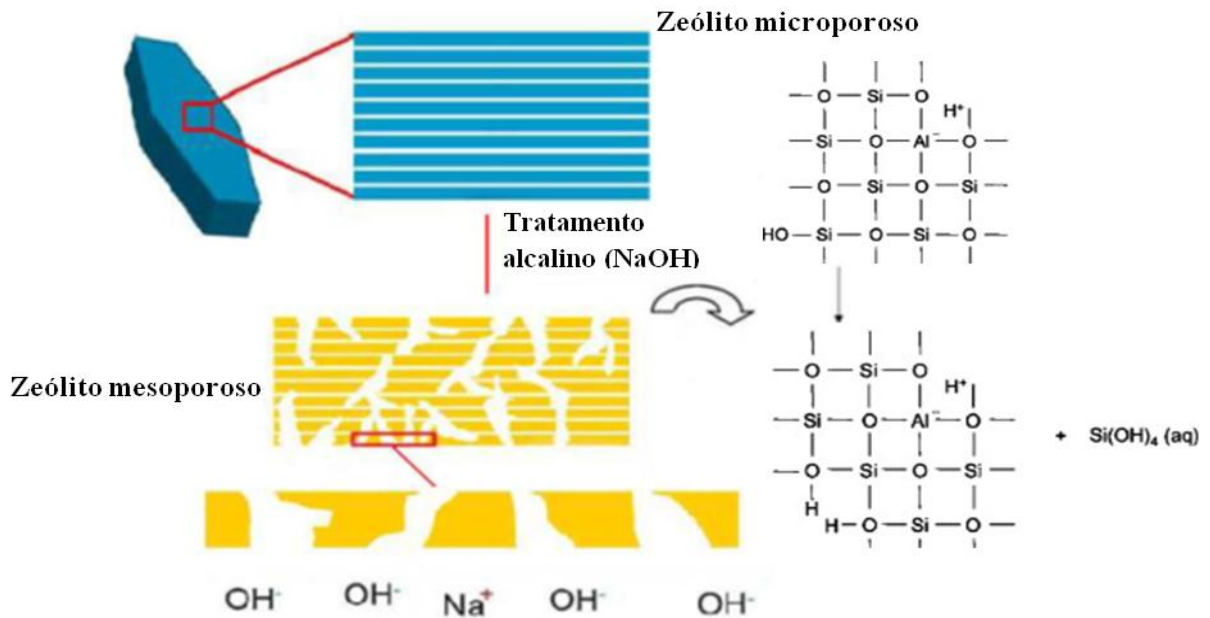 Zeólito microporoso
O Si O
H⁺
Si O Al⁻ O
O Si O Si
HO Si O Si O
Tratamento
alcalino (NaOH)
Zeólito mesoporoso
O Si O
H⁺
Si O Al⁻ O
+ Si(OH)₄ (aq)
O Si O Si
H
H O Si O
OH⁻ OH⁻ Na⁺ OH⁻ OH⁻